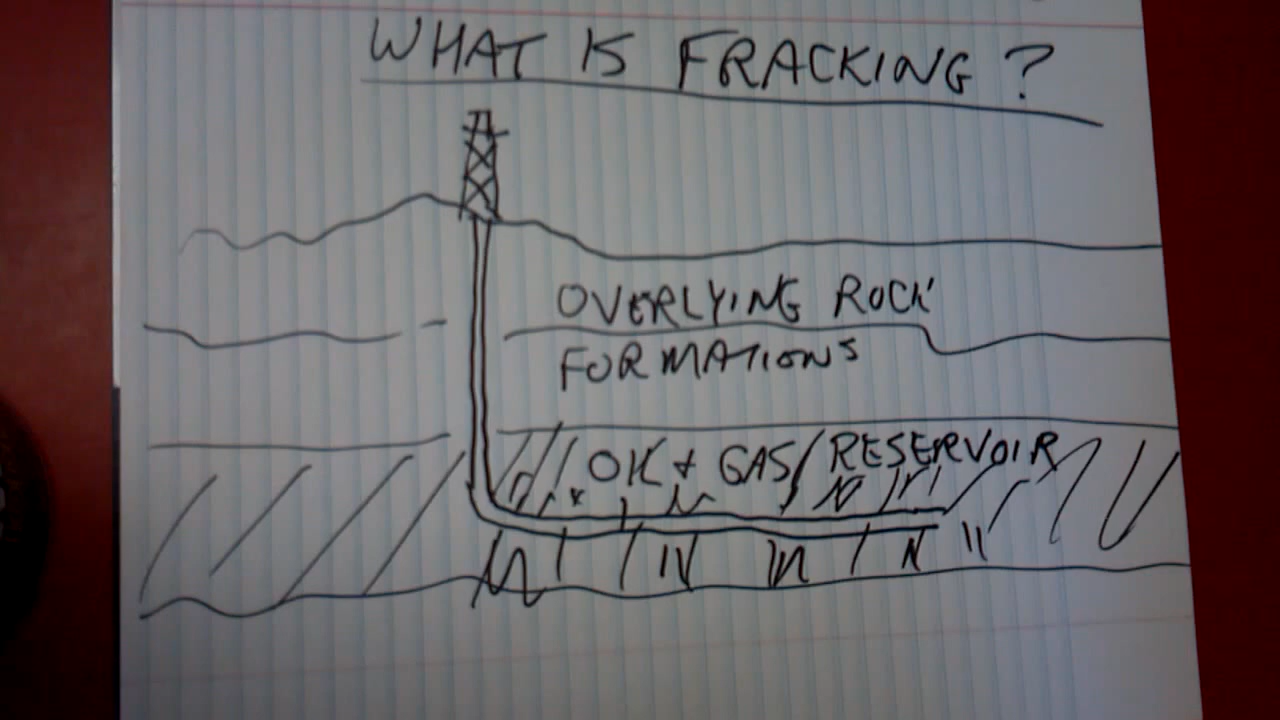 WHAT IS FRACKING?
OVERLYING ROCK
FORMATIONS
OIL + GAS RESERVOIR